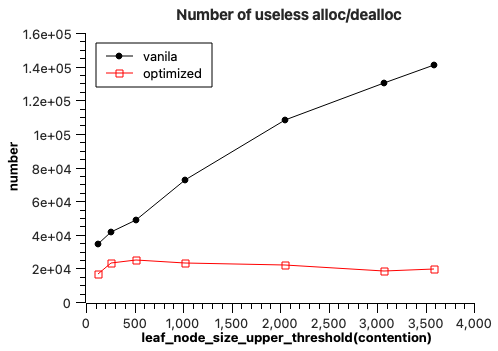 Number of useless alloc/dealloc
1.6e+05
1.4e+05
1.2e+05
1e+05
8e+04
6e+04
4e+04
2e+04
0
number
vanila
optimized
0 500 1,000 1,500 2,000 2,500 3,000 3,500 4,000
leaf_node_size_upper_threshold(contention)